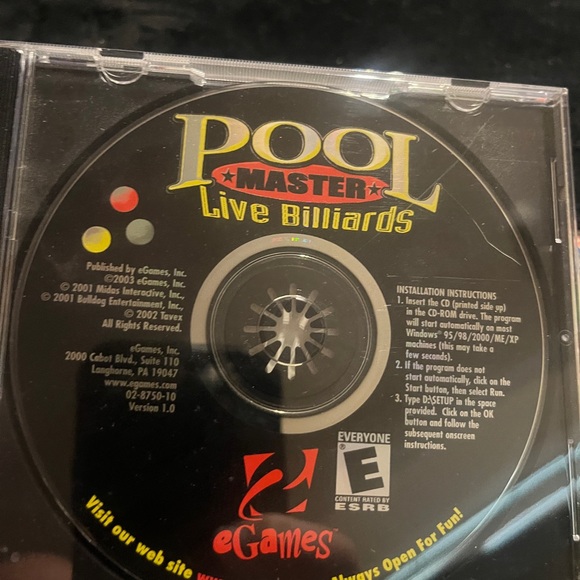 POOL
★MASTER★
Live Billiards
Published by eGames, Inc.
©2003 eGames, Inc.
© 2001 Midas Interactive, Inc.
© 2001 Bulldog Entertainment, Inc.
© 2002 Tavex
All Rights Reserved.
eGames, Inc.
2000 Cabot Blvd., Suite 110
Langhorne, PA 19047
www.egames.com
02-8750-10
Version 1.0
INSTALLATION INSTRUCTIONS
1. Insert the CD (printed side up)
in the CD-ROM drive. The program
will start automatically on most
Windows® 95/98/2000/ME/XP
machines (this may take a
few seconds).
2. If the program does not
start automatically, click on the
Start button, then select Run.
3. Type D:\SETUP in the space
provided. Click on the OK
button and follow the
subsequent onscreen
instructions.
EVERYONE
E
®
CONTENT RATED BY
ESRB
eGames™
Visit our web site
Always Open For Fun!